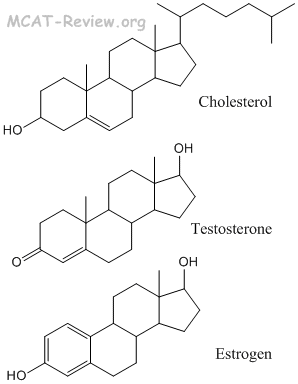 MCAT-Review.org
Cholesterol
HO
OH
Testosterone
O
OH
Estrogen
HO